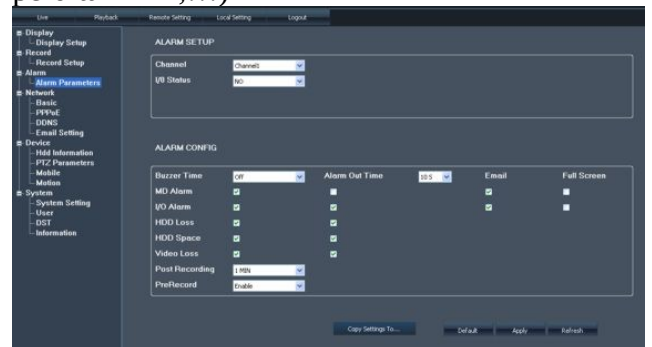 Live Playback Remote Setting Local Setting Logout
Display
Display Setup
Record
Record Setup
Alarm
Alarm Parameters
Network
Basic
PPPoE
DDNS
Email Setting
Device
Hdd Information
PTZ Parameters
Mobile
Motion
System
System Setting
User
DST
Information
ALARM SETUP
Channel Channel1
I/0 Status NO
ALARM CONFIG
Buzzer Time Off Alarm Out Time 10 S Email Full Screen
MD Alarm
I/O Alarm
HDD Loss
HDD Space
Video Loss
Post Recording 1 MIN
PreRecord Enable
Copy Settings To... Default Apply Refresh